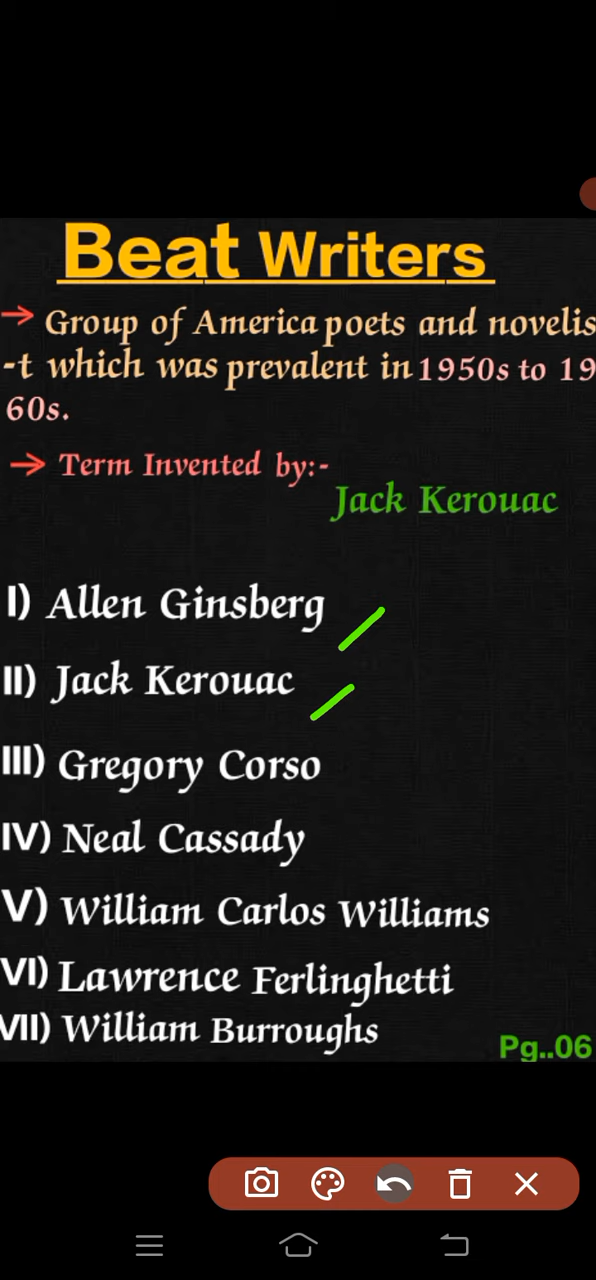 Beat Writers
→ Group of America poets and novelis
-t which was prevalent in 1950s to 19
60s.
→ Term Invented by:-
Jack Kerouac
I) Allen Ginsberg
II) Jack Kerouac
III) Gregory Corso
IV) Neal Cassady
V) William Carlos Williams
VI) Lawrence Ferlinghetti
VII) William Burroughs
Pg..06